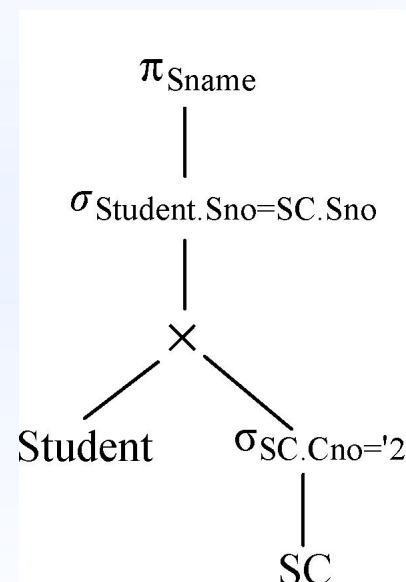 πSname
σStudent.Sno=SC.Sno
×
Student σSC.Cno='2
SC